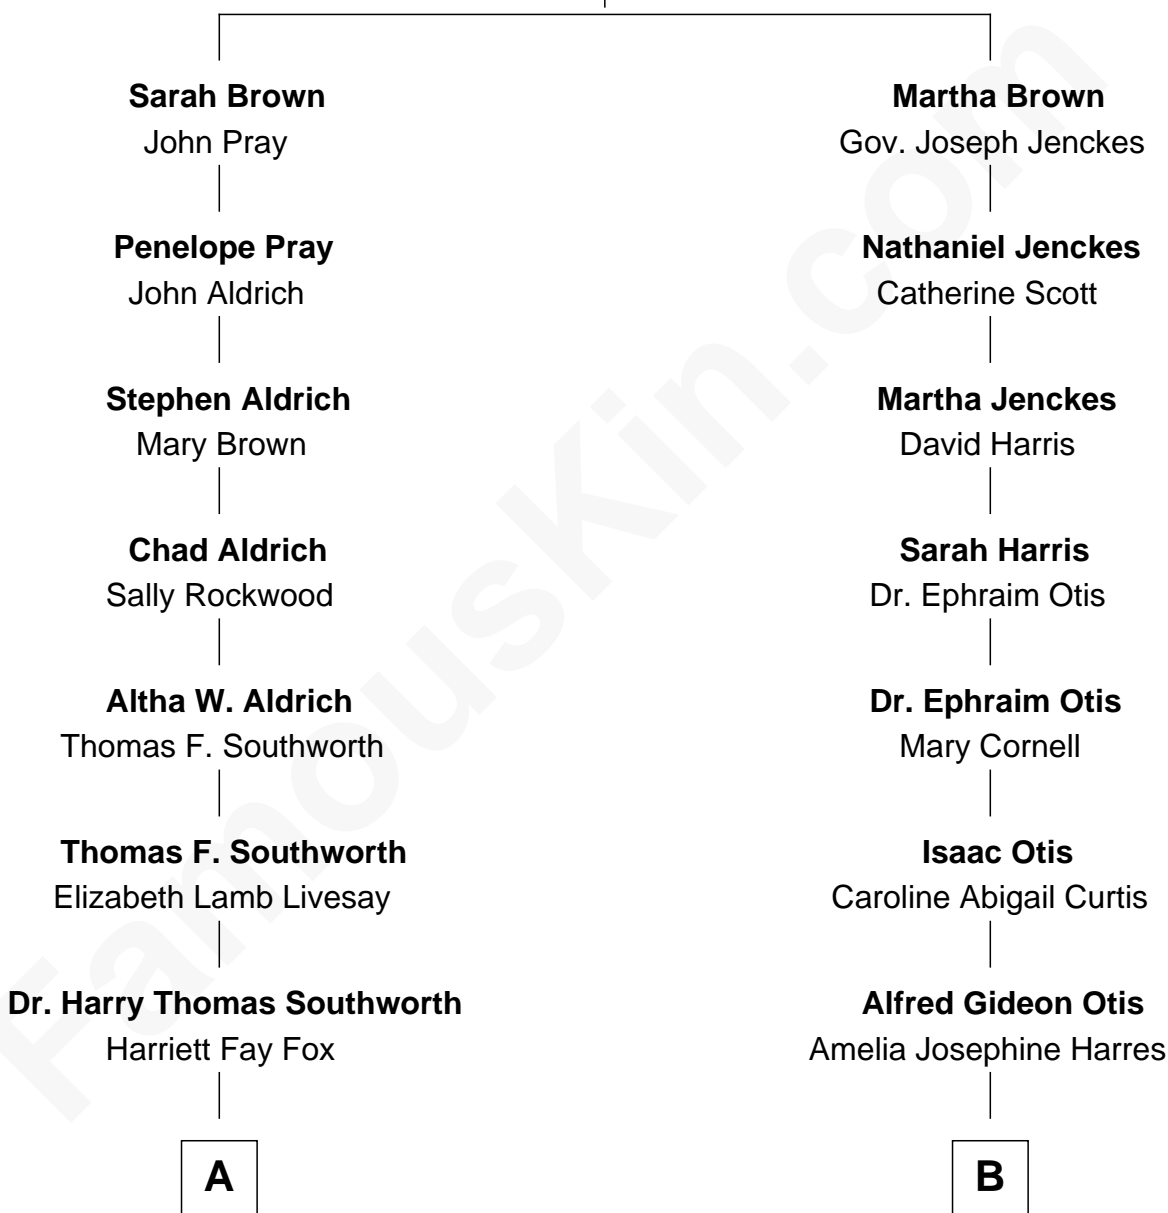 Sarah Brown
John Pray
Martha Brown
Gov. Joseph Jenckes
Penelope Pray
John Aldrich
Nathaniel Jenckes
Catherine Scott
Stephen Aldrich
Mary Brown
Martha Jenckes
David Harris
Chad Aldrich
Sally Rockwood
Sarah Harris
Dr. Ephraim Otis
Altha W. Aldrich
Thomas F. Southworth
Dr. Ephraim Otis
Mary Cornell
Thomas F. Southworth
Elizabeth Lamb Livesay
Isaac Otis
Caroline Abigail Curtis
Dr. Harry Thomas Southworth
Harriett Fay Fox
Alfred Gideon Otis
Amelia Josephine Harres
A
B
FamousKin.com